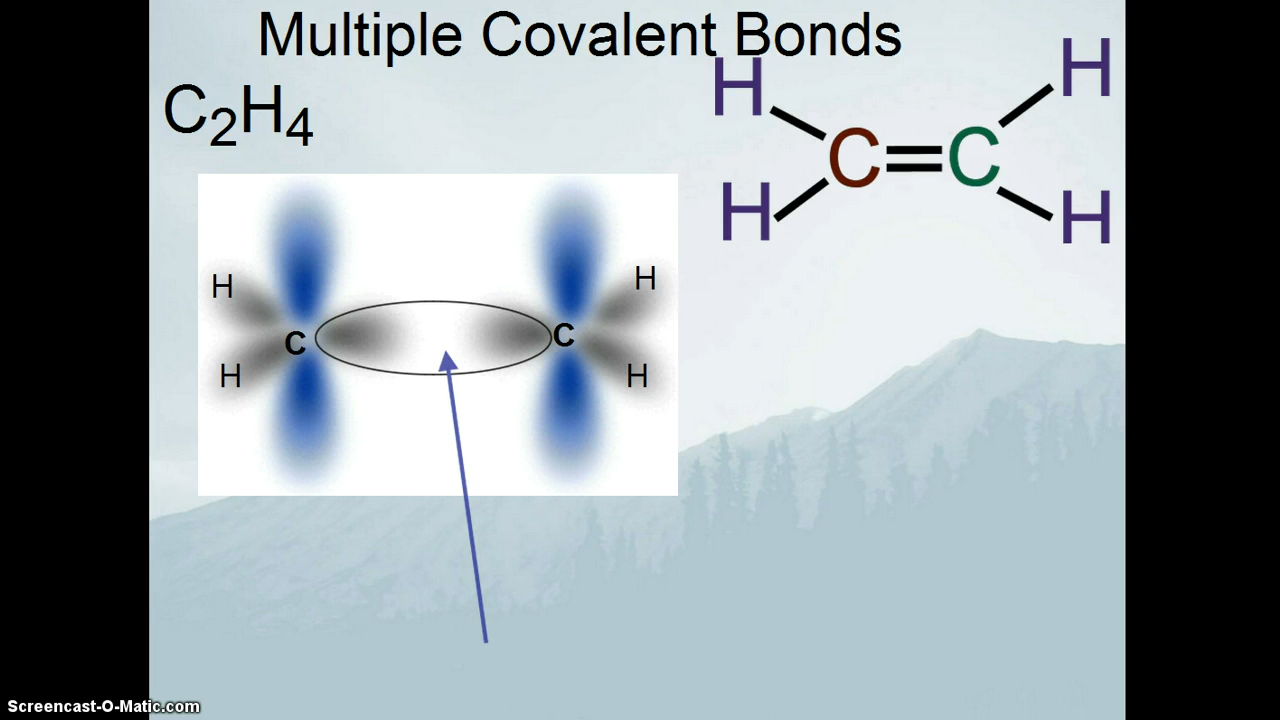 Multiple Covalent Bonds
C₂H₄
H H
C=C
H H
H H
C C
H H
Screencast-O-Matic.com